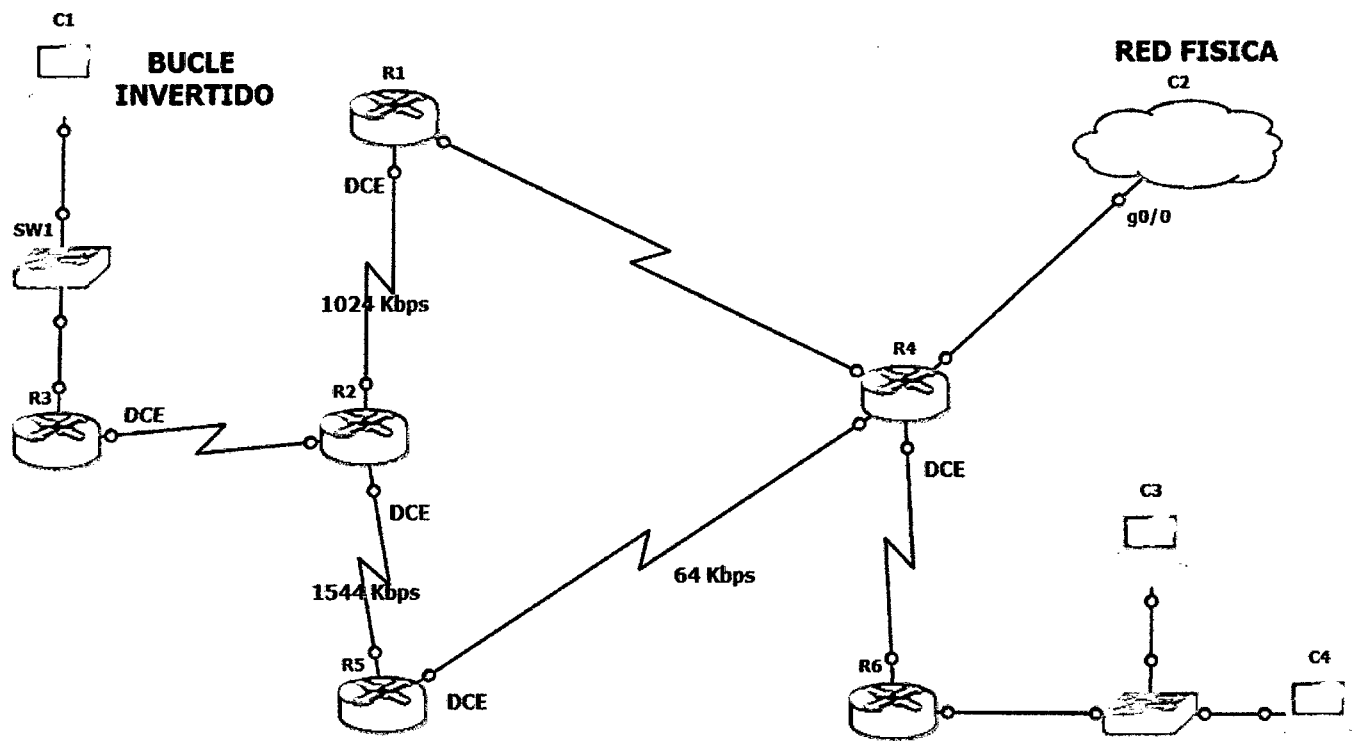 C1
BUCLE
INVERTIDO
RED FISICA
C2
R1
DCE
g0/0
SW1
1024 Kbps
R4
R3
DCE
R2
DCE
DCE
C3
64 Kbps
1544 Kbps
R5
DCE
R6
C4